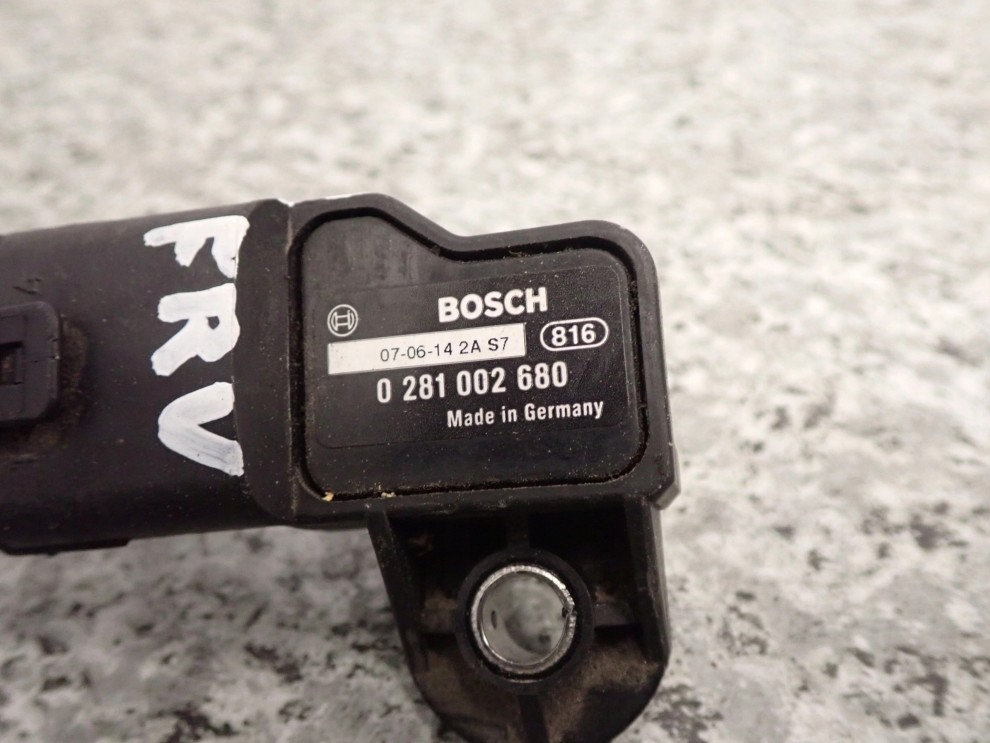 FRV
BOSCH
07-06-14 2A S7
816
0 281 002 680
Made in Germany